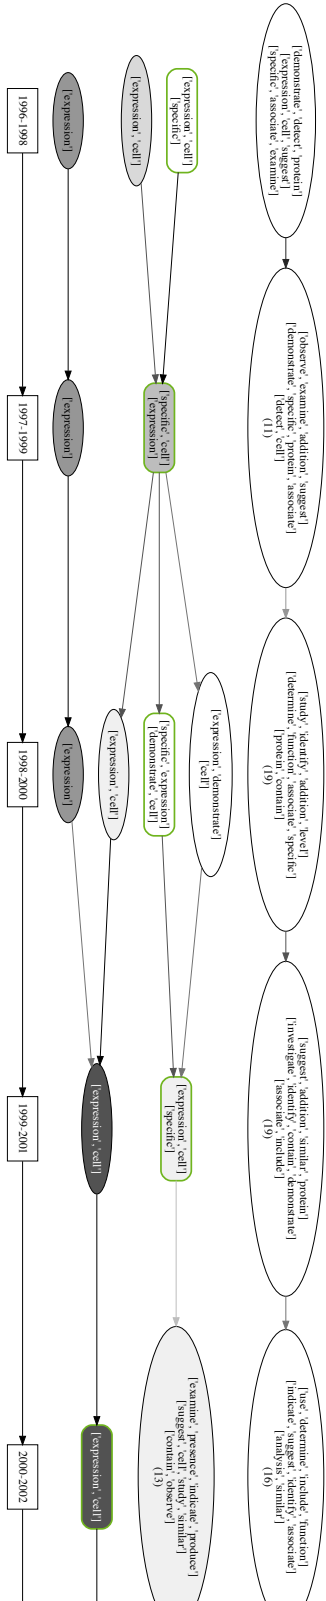 ['demonstrate', 'detect', 'protein']
['expression', 'cell', 'suggest']
['specific', 'associate', 'examine']
['observe', 'examine', 'addition', 'suggest']
['demonstrate', 'specific', 'protein', 'associate']
['detect', 'cell']
(11)
['study', 'identify', 'addition', 'level']
['determine', 'function', 'associate', 'specific']
['protein', 'contain']
(19)
['suggest', 'addition', 'similar', 'protein']
['investigate', 'identify', 'contain', 'demonstrate']
['associate', 'include']
(19)
['use', 'determine', 'include', 'function']
['indicate', 'suggest', 'identify', 'associate']
['analysis', 'similar']
(16)
['expression', 'cell']
['specific']
['expression', 'cell']
['specific', 'cell']
['expression']
['expression', 'demonstrate']
['cell']
['specific', 'expression']
['demonstrate', 'cell']
['expression', 'cell']
['expression', 'cell']
['specific']
['examine', 'presence', 'indicate', 'produce']
['suggest', 'cell', 'study', 'similar']
['contain', 'observe']
(13)
['expression']
['expression']
['expression']
['expression', 'cell']
['expression', 'cell']
1996-1998
1997-1999
1998-2000
1999-2001
2000-2002